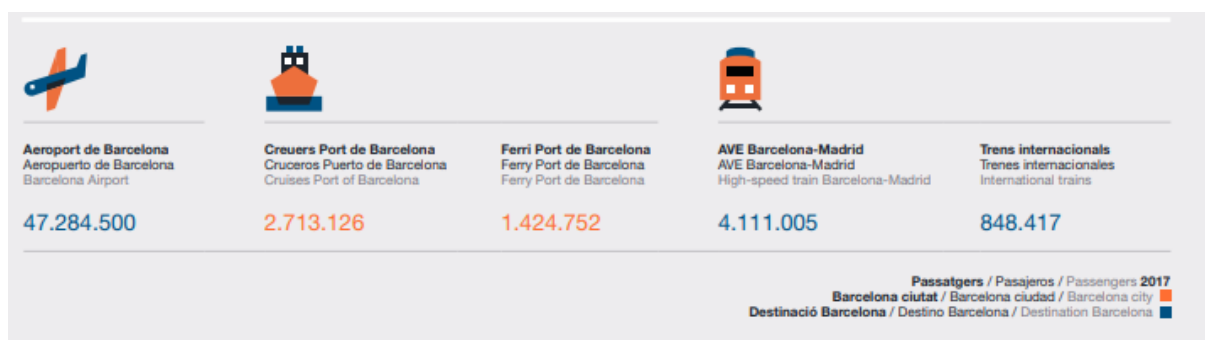 Aeroport de Barcelona
Aeropuerto de Barcelona
Barcelona Airport
47.284.500
Creuers Port de Barcelona
Cruceros Puerto de Barcelona
Cruises Port of Barcelona
2.713.126
Ferri Port de Barcelona
Ferry Port de Barcelona
Ferry Port de Barcelona
1.424.752
AVE Barcelona-Madrid
AVE Barcelona-Madrid
High-speed train Barcelona-Madrid
4.111.005
Trens internacionals
Trenes internacionales
International trains
848.417
Passatgers / Pasajeros / Passengers 2017
Barcelona ciutat / Barcelona ciudad / Barcelona city
Destinació Barcelona / Destino Barcelona / Destination Barcelona